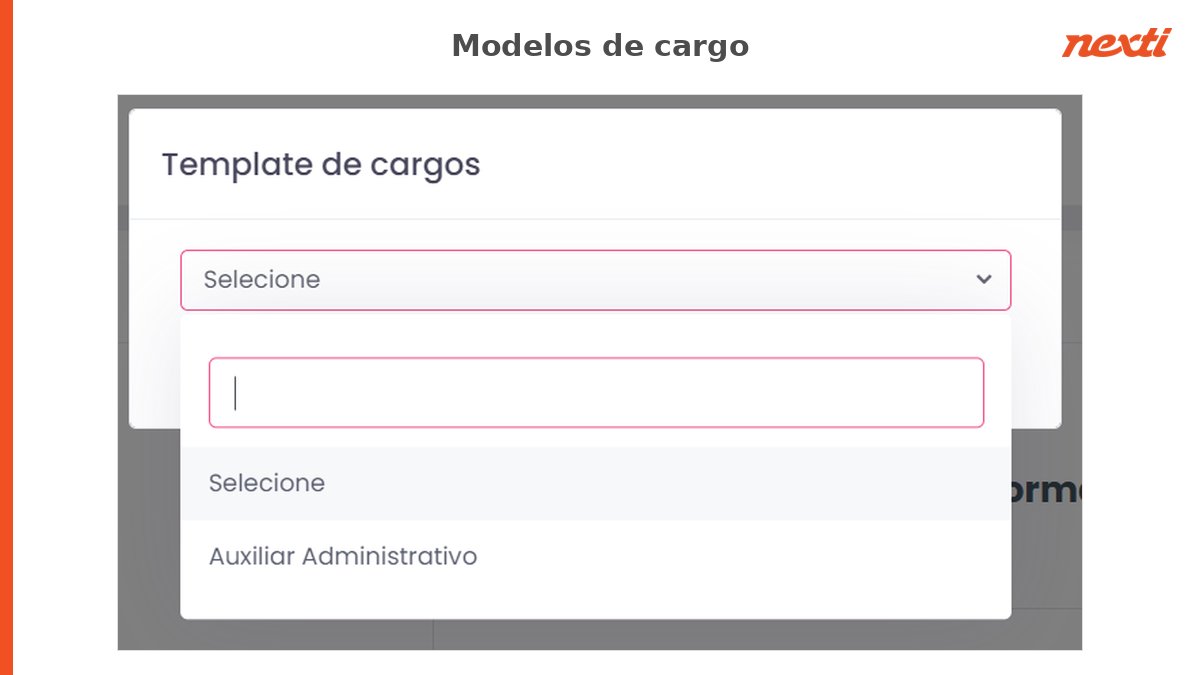 Modelos de cargo
nexti
Template de cargos
Selecione
Selecione
Auxiliar Administrativo